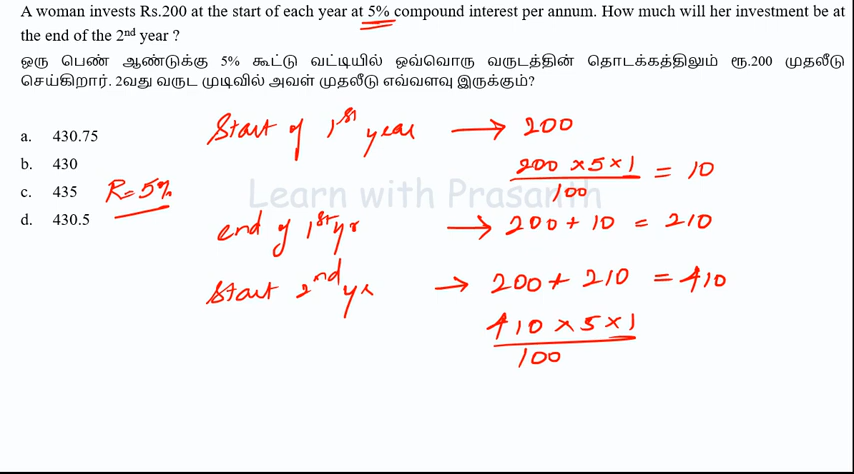 A woman invests Rs.200 at the start of each year at 5% compound interest per annum. How much will her investment be at
the end of the 2nd year ?
ஒரு பெண் ஆண்டுக்கு 5% கூட்டு வட்டியில் ஒவ்வொரு வருடத்தின் தொடக்கத்திலும் ரூ.200 முதலீடு
செய்கிறார். 2வது வருட முடிவில் அவள் முதலீடு எவ்வளவு இருக்கும்?
Start of 1st year → 200
a. 430.75
200 × 5 × 1 / 100 = 10
b. 430
c. 435
R = 5%
Learn with Prasanth
d. 430.5
end of 1st yr → 200 + 10 = 210
Start 2nd yr → 200 + 210 = 410
410 × 5 × 1 / 100